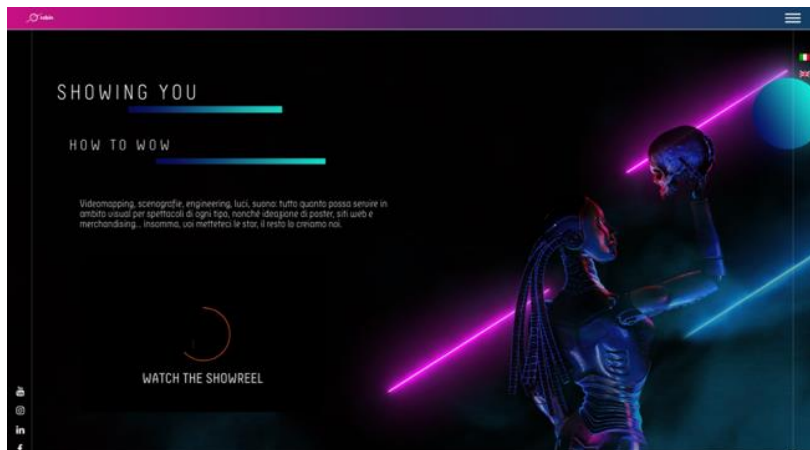 robin
SHOWING YOU
HOW TO WOW
Videomapping, scenografie, engineering, luci, suono: tutto quanto possa servire in
ambito visual per spettacoli di ogni tipo, nonché ideazione di poster, siti web e
merchandising... insomma, voi metteteci le star, il resto lo creiamo noi.
WATCH THE SHOWREEL
in
f